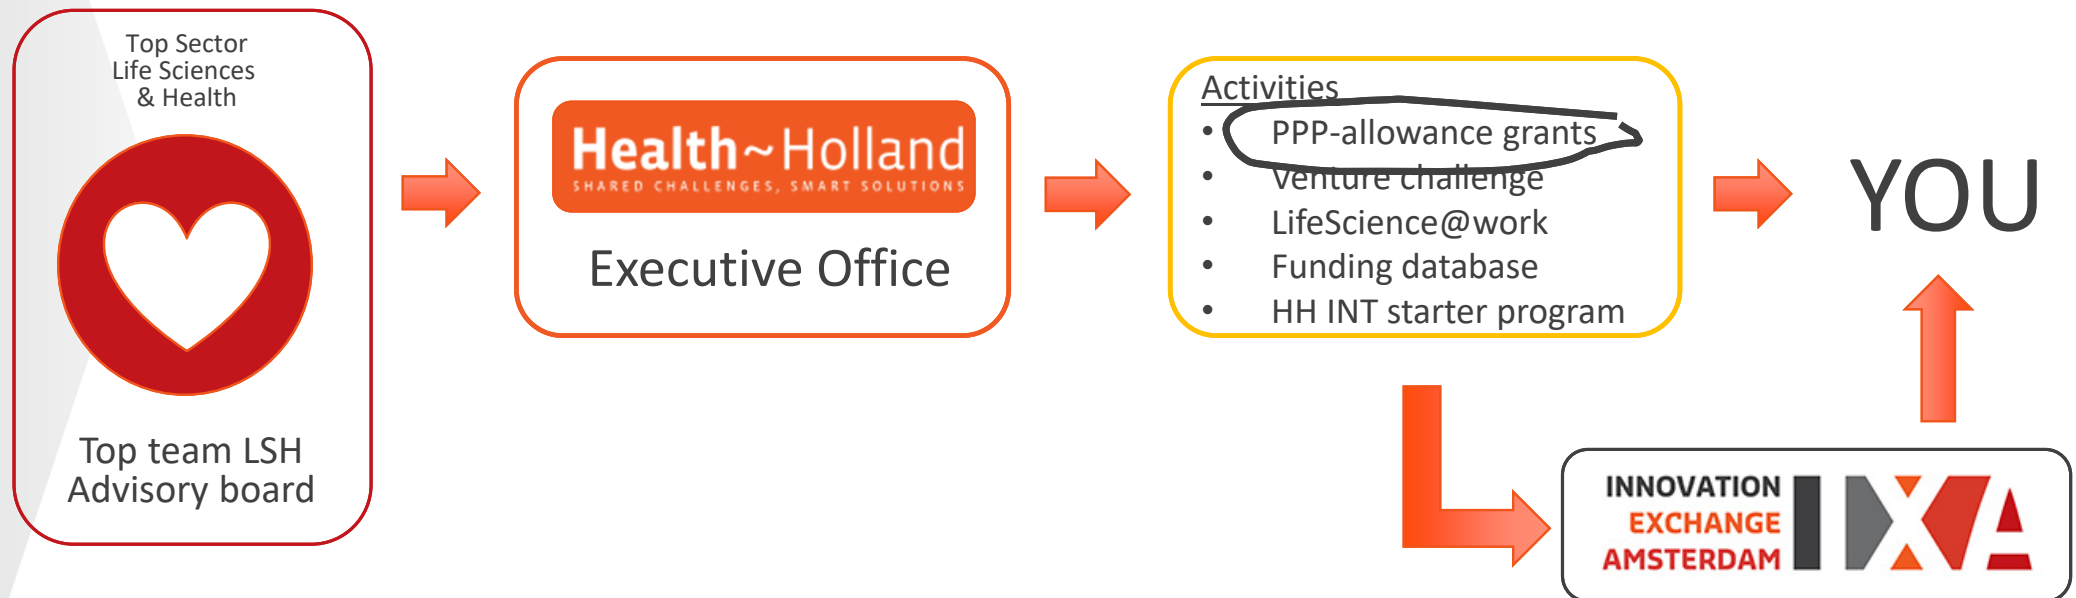 Top Sector
Life Sciences
& Health
Top team LSH
Advisory board
Health~Holland
SHARED CHALLENGES, SMART SOLUTIONS
Executive Office
Activities
• PPP-allowance grants
• Venture challenge
• LifeScience@work
• Funding database
• HH INT starter program
YOU
INNOVATION
EXCHANGE
AMSTERDAM
IXA